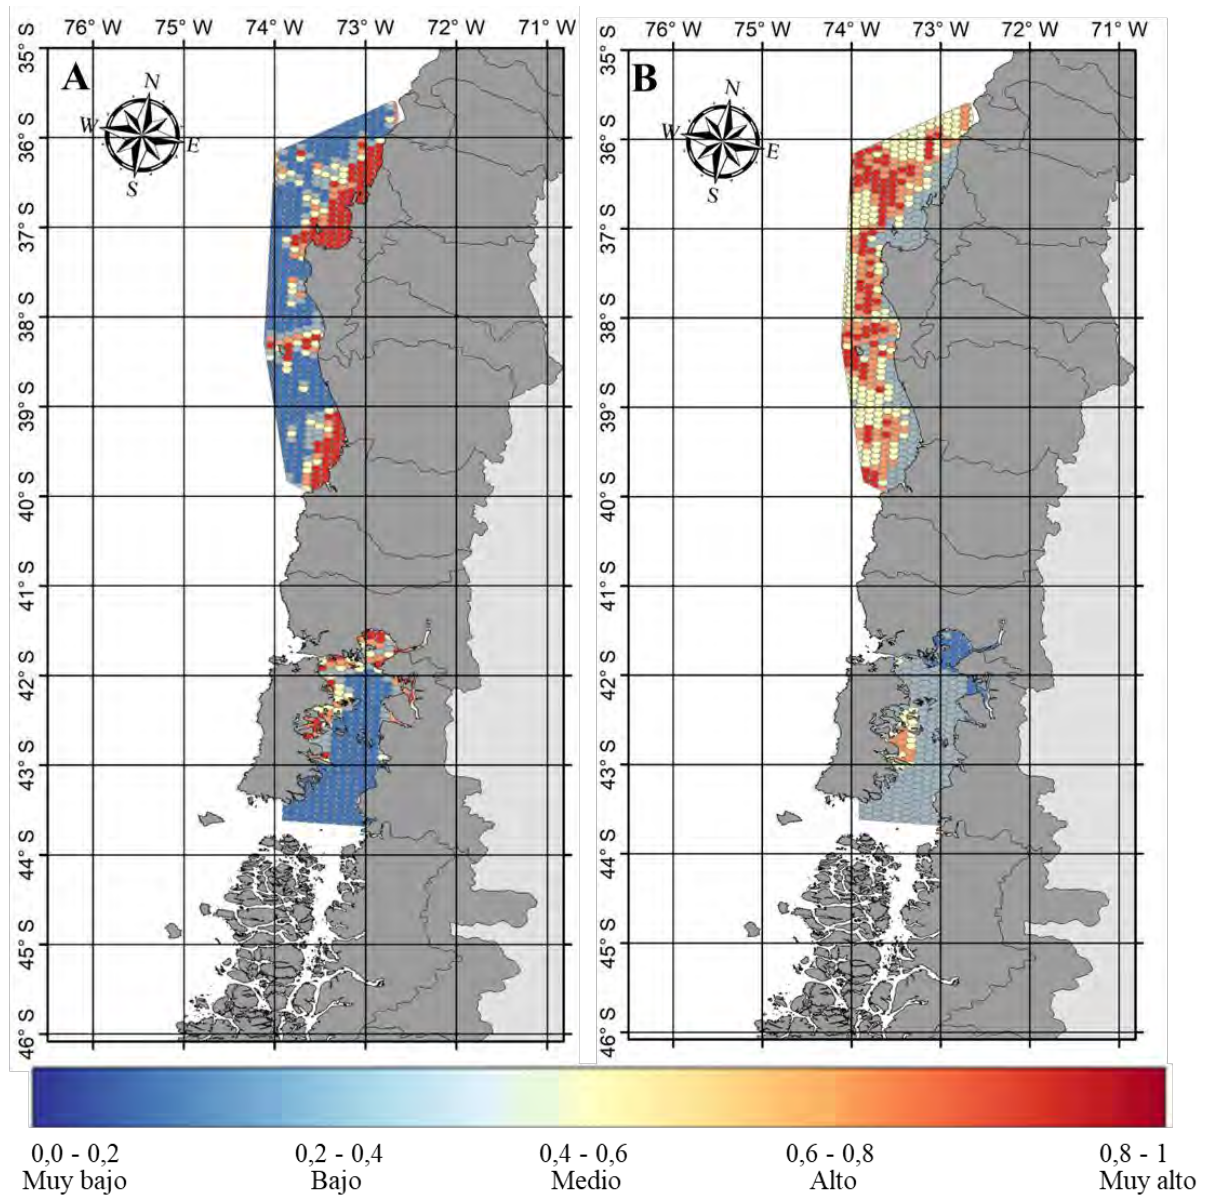 76° W 75° W 74° W 73° W 72° W 71° W
76° W 75° W 74° W 73° W 72° W 71° W
A
B
N
W E
S
N
W E
S
35° S
36° S
37° S
38° S
39° S
40° S
41° S
42° S
43° S
44° S
45° S
46° S
35° S
36° S
37° S
38° S
39° S
40° S
41° S
42° S
43° S
44° S
45° S
46° S
0,0 - 0,2 0,2 - 0,4 0,4 - 0,6 0,6 - 0,8 0,8 - 1
Muy bajo Bajo Medio Alto Muy alto